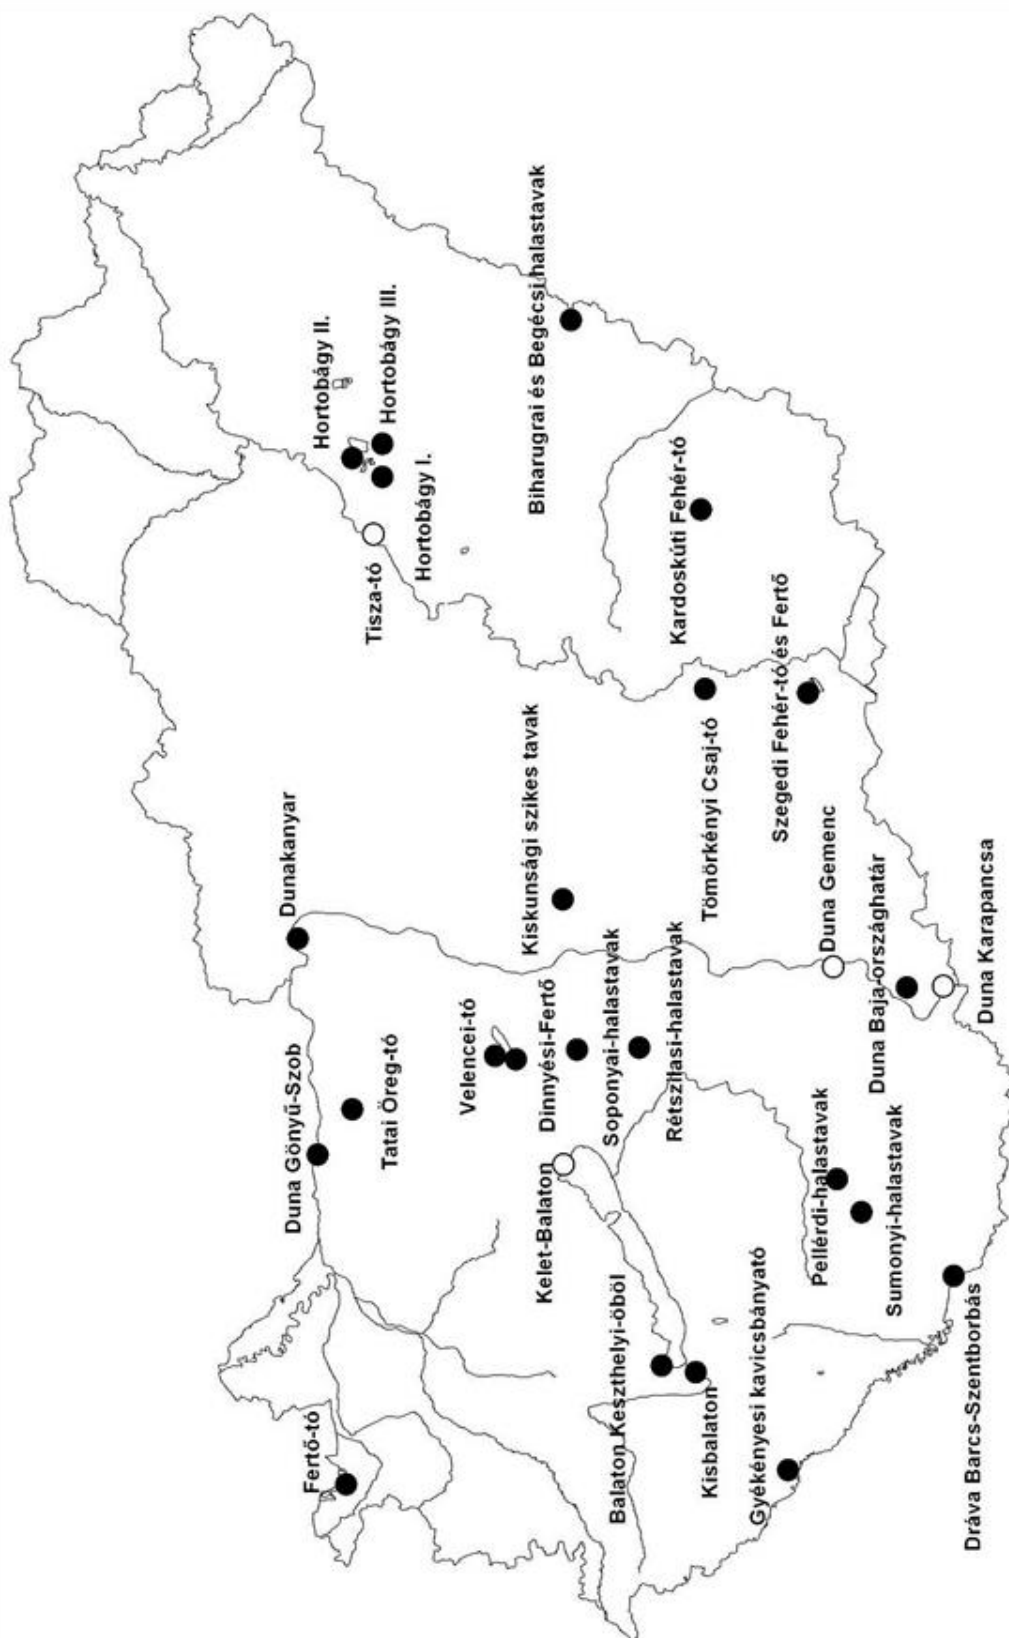 Fertő-tó
Duna Gönyű-Szob
Tatai Öreg-tó
Dunakanyar
Velencei-tó
Dinnyési-Fertő
Soponyai-halastavak
Rétszilasi-halastavak
Kelet-Balaton
Balaton Keszthelyi-öböl
Kisbalaton
Gyékényesi kavicsbányató
Dráva Barcs-Szentborbás
Pellérdi-halastavak
Sumonyi-halastavak
Duna Gemenc
Duna Baja-országhatár
Duna Karapancsa
Kiskunsági szikes tavak
Tömörkényi Csaj-tó
Szegedi Fehér-tó és Fertő
Kardoskúti Fehér-tó
Biharugrai és Begécsi halastavak
Tisza-tó
Hortobágy I.
Hortobágy II.
Hortobágy III.